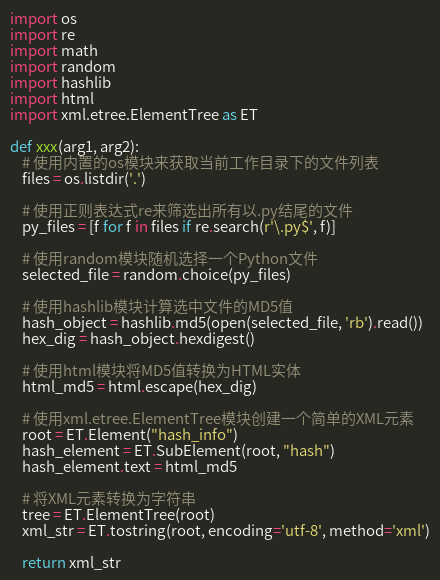 import os
import re
import math
import random
import hashlib
import html
import xml.etree.ElementTree as ET
def xxx(arg1, arg2):
# 使用内置的os模块来获取当前工作目录下的文件列表
files = os.listdir('.')
# 使用正则表达式re来筛选出所有以.py结尾的文件
py_files = [f for f in files if re.search(r'\.py$', f)]
# 使用random模块随机选择一个Python文件
selected_file = random.choice(py_files)
# 使用hashlib模块计算选中文件的MD5值
hash_object = hashlib.md5(open(selected_file, 'rb').read())
hex_dig = hash_object.hexdigest()
# 使用html模块将MD5值转换为HTML实体
html_md5 = html.escape(hex_dig)
# 使用xml.etree.ElementTree模块创建一个简单的XML元素
root = ET.Element("hash_info")
hash_element = ET.SubElement(root, "hash")
hash_element.text = html_md5
# 将XML元素转换为字符串
tree = ET.ElementTree(root)
xml_str = ET.tostring(root, encoding='utf-8', method='xml')
return xml_str